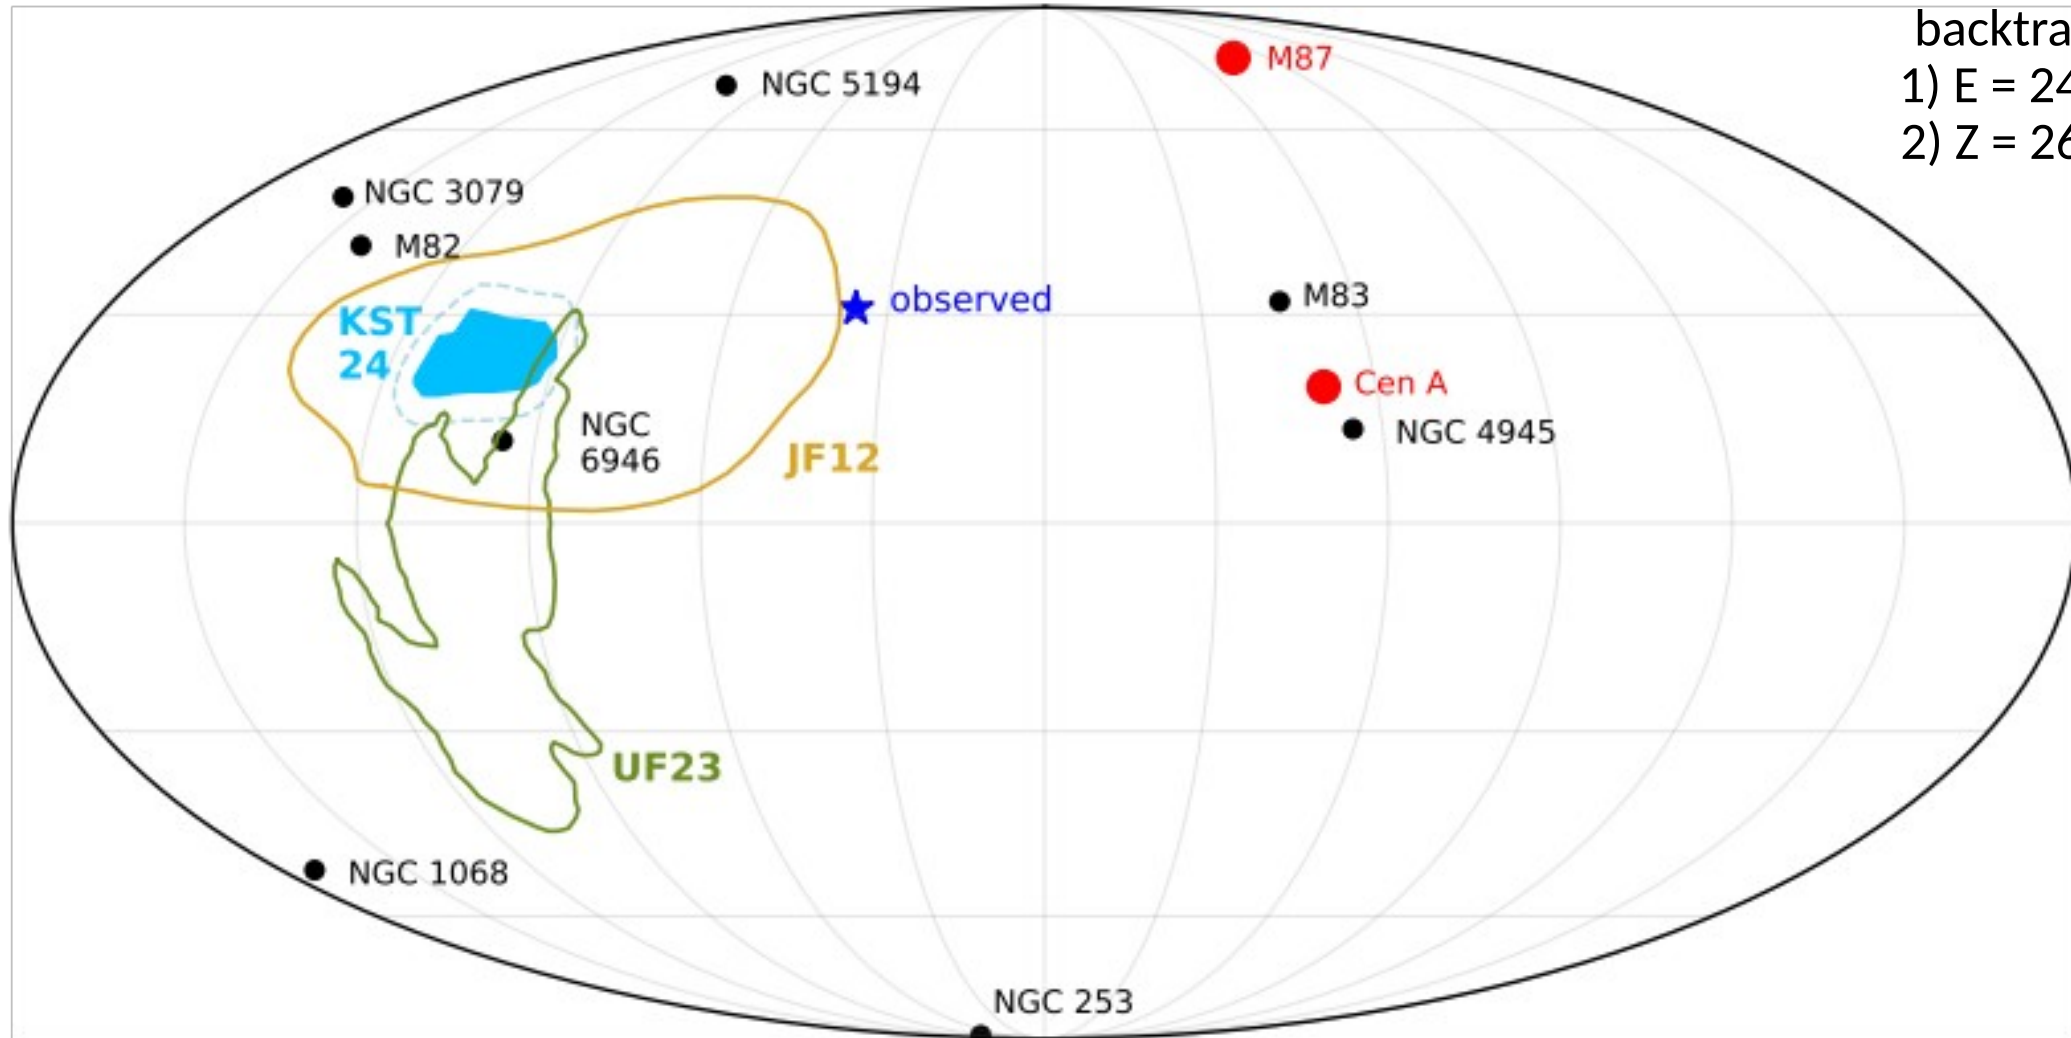 backtra
1) E = 24
2) Z = 26
M87
NGC 5194
NGC 3079
M82
observed
M83
KST
24
Cen A
NGC
6946
NGC 4945
JF12
UF23
NGC 1068
NGC 253